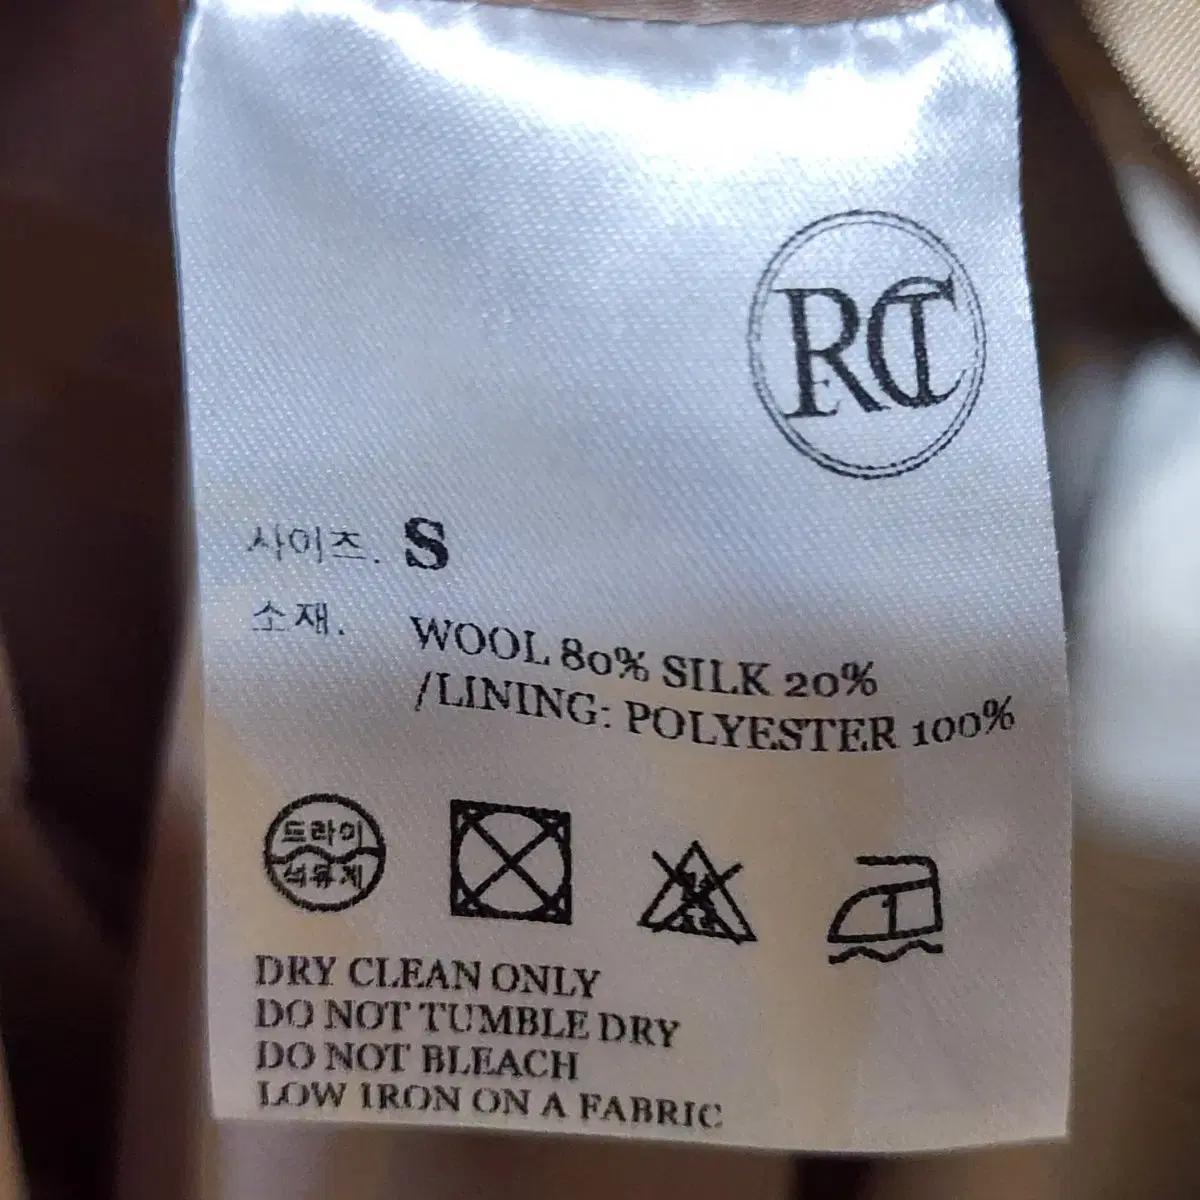 사이즈. S
소재. WOOL 80% SILK 20%
/LINING: POLYESTER 100%
드라이
석유계
DRY CLEAN ONLY
DO NOT TUMBLE DRY
DO NOT BLEACH
LOW IRON ON A FABRIC